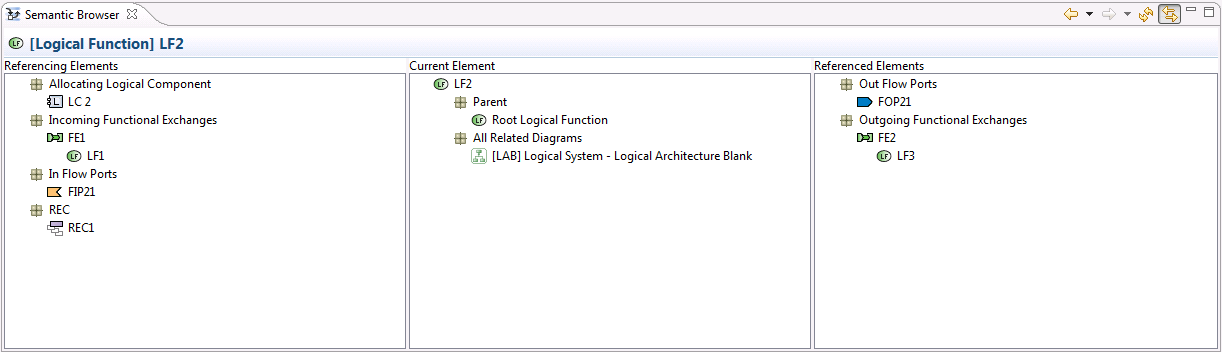 Semantic Browser
[Logical Function] LF2
Referencing Elements
Allocating Logical Component
LC 2
Incoming Functional Exchanges
FE1
LF1
In Flow Ports
FIP21
REC
REC1
Current Element
LF2
Parent
Root Logical Function
All Related Diagrams
[LAB] Logical System - Logical Architecture Blank
Referenced Elements
Out Flow Ports
FOP21
Outgoing Functional Exchanges
FE2
LF3